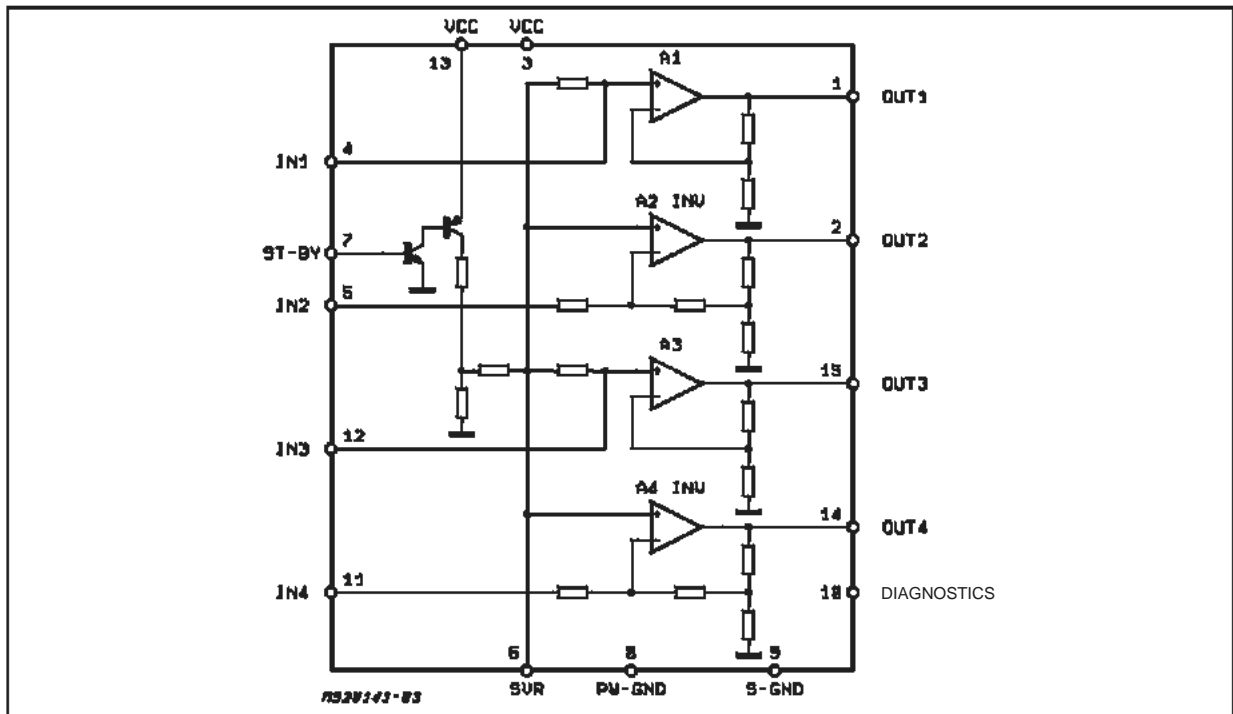 VCC VCC
13 3
A1
1 OUT1
4
IN1
A2 INV
7 2 OUT2
ST-BY
5
IN2
A3
15 OUT3
12
IN3
A4 INV
14 OUT4
11
IN4 DIAGNOSTICS
6 8 9
SVR PW-GND S-GND